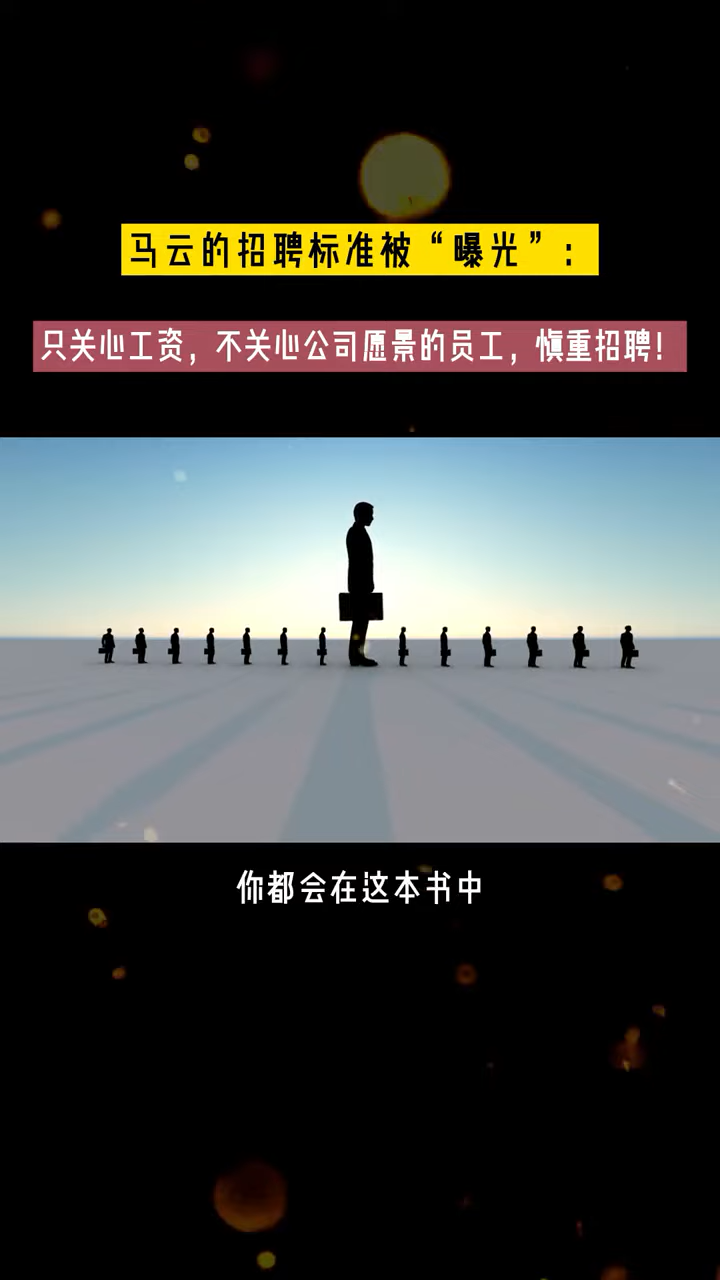 马云的招聘标准被“曝光”：
只关心工资，不关心公司愿景的员工，慎重招聘！
你都会在这本书中